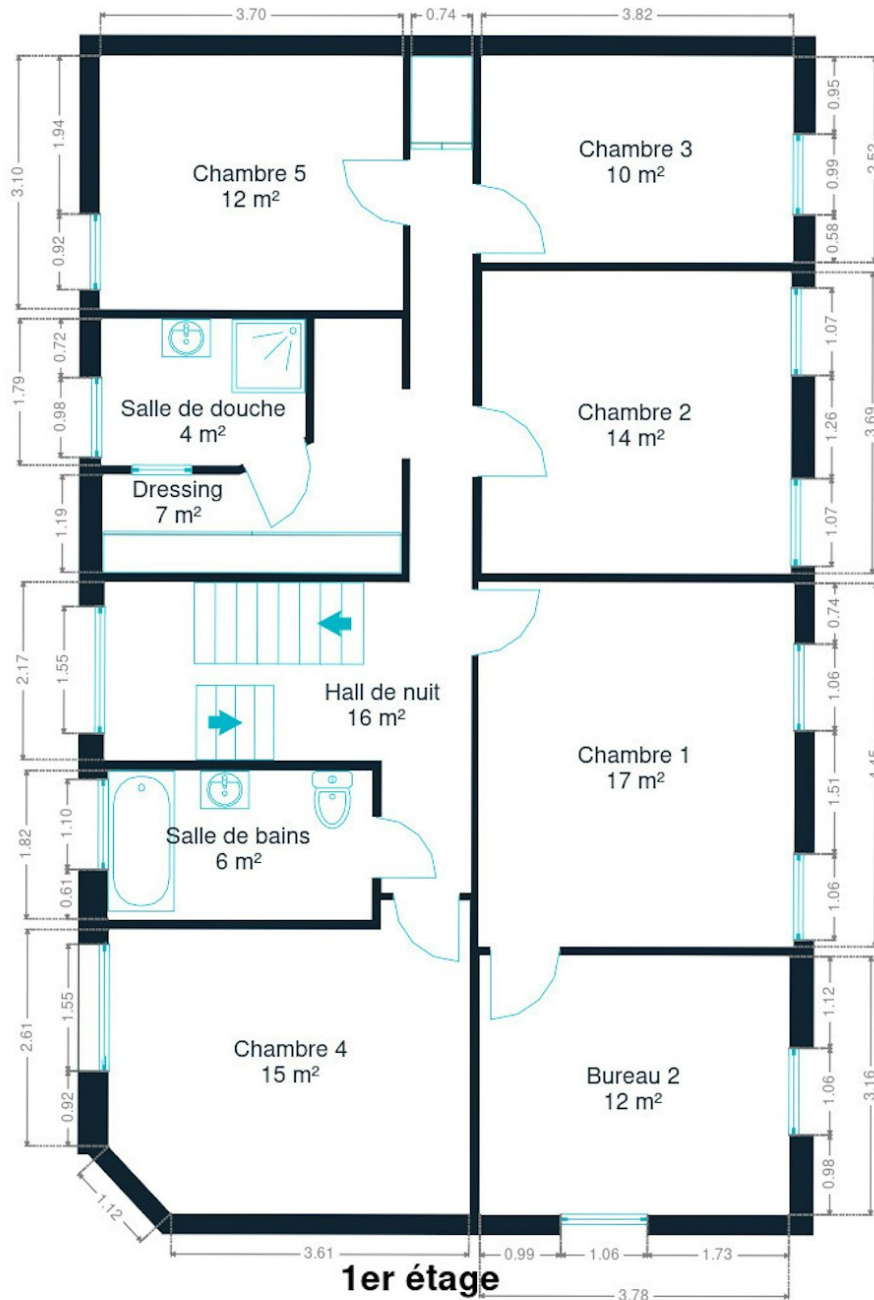 3.70
0.74
3.82
3.10
1.94
0.92
Chambre 5
12 m²
Chambre 3
10 m²
0.95
0.99
0.58
2.53
1.79
0.72
0.98
Salle de douche
4 m²
Chambre 2
14 m²
1.07
1.26
1.07
3.69
1.19
Dressing
7 m²
2.17
1.55
Hall de nuit
16 m²
Chambre 1
17 m²
0.74
1.06
1.51
1.06
4.45
1.82
1.10
0.61
Salle de bains
6 m²
2.61
1.55
0.92
Chambre 4
15 m²
Bureau 2
12 m²
1.12
1.06
0.98
3.16
1.12
3.61
0.99
1.06
1.73
1er étage
3.78